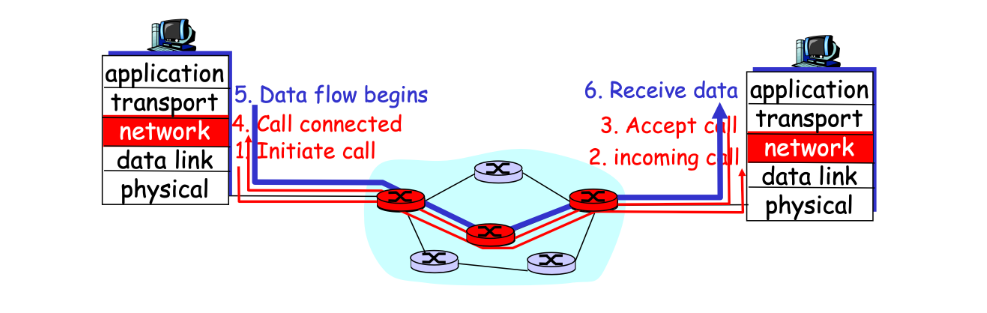 application
transport
network
data link
physical
5. Data flow begins
4. Call connected
1. Initiate call
6. Receive data
3. Accept call
2. incoming call
application
transport
network
data link
physical